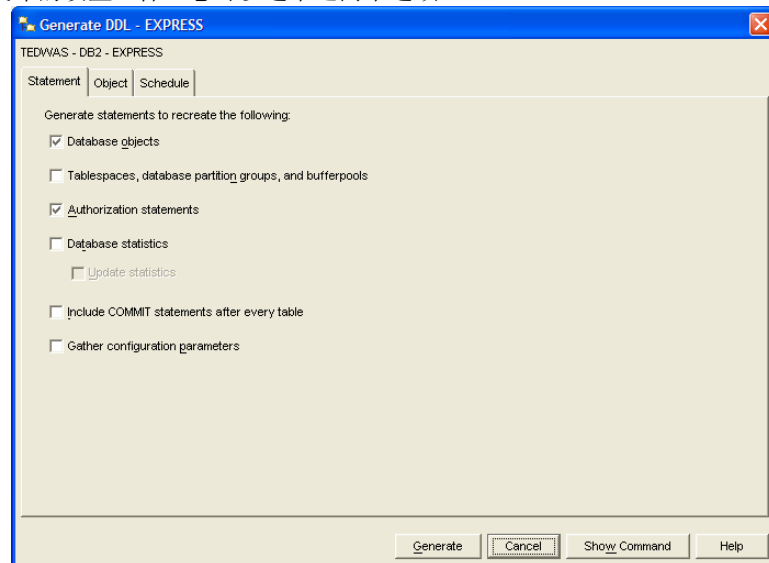 Generate DDL - EXPRESS
TEDWAS - DB2 - EXPRESS
Statement Object Schedule
Generate statements to recreate the following:
Database objects
Tablespaces, database partition groups, and bufferpools
Authorization statements
Database statistics
Update statistics
Include COMMIT statements after every table
Gather configuration parameters
Generate Cancel Show Command Help